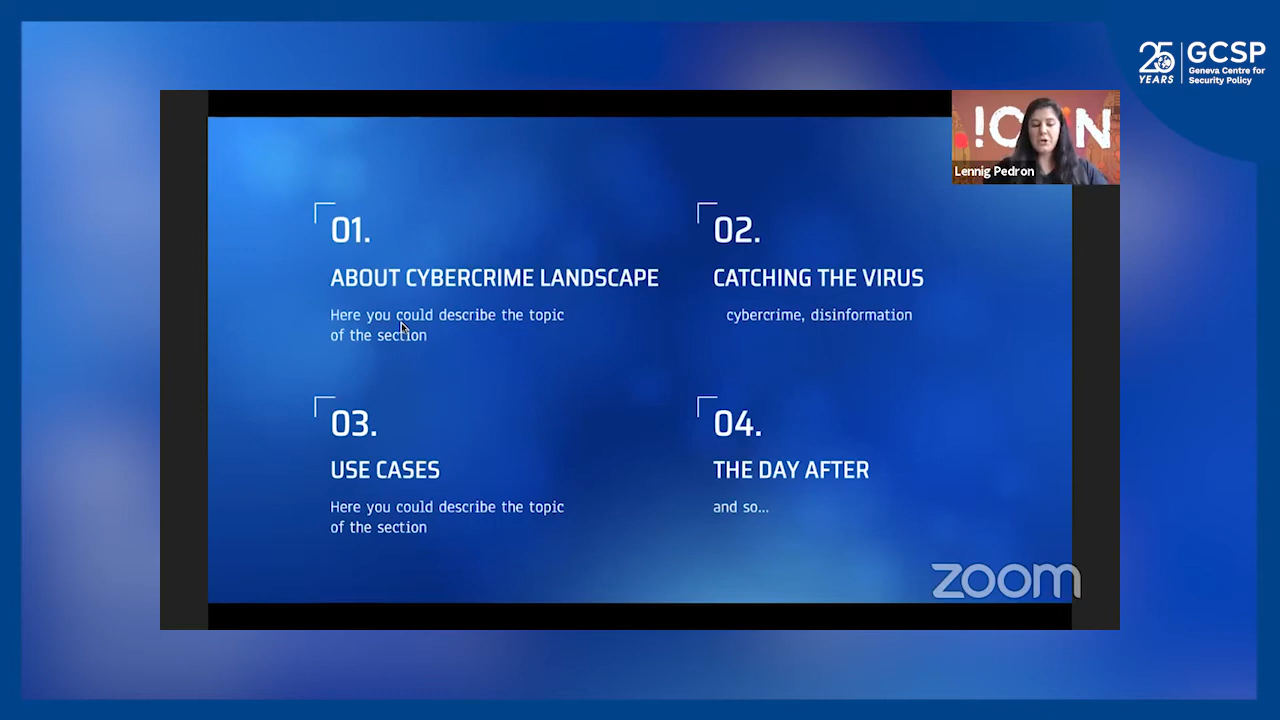 25
YEARS
GCSP
Geneva Centre for
Security Policy
Lennig Pedron
01.
ABOUT CYBERCRIME LANDSCAPE
Here you could describe the topic
of the section
02.
CATCHING THE VIRUS
cybercrime, disinformation
03.
USE CASES
Here you could describe the topic
of the section
04.
THE DAY AFTER
and so...
zoom